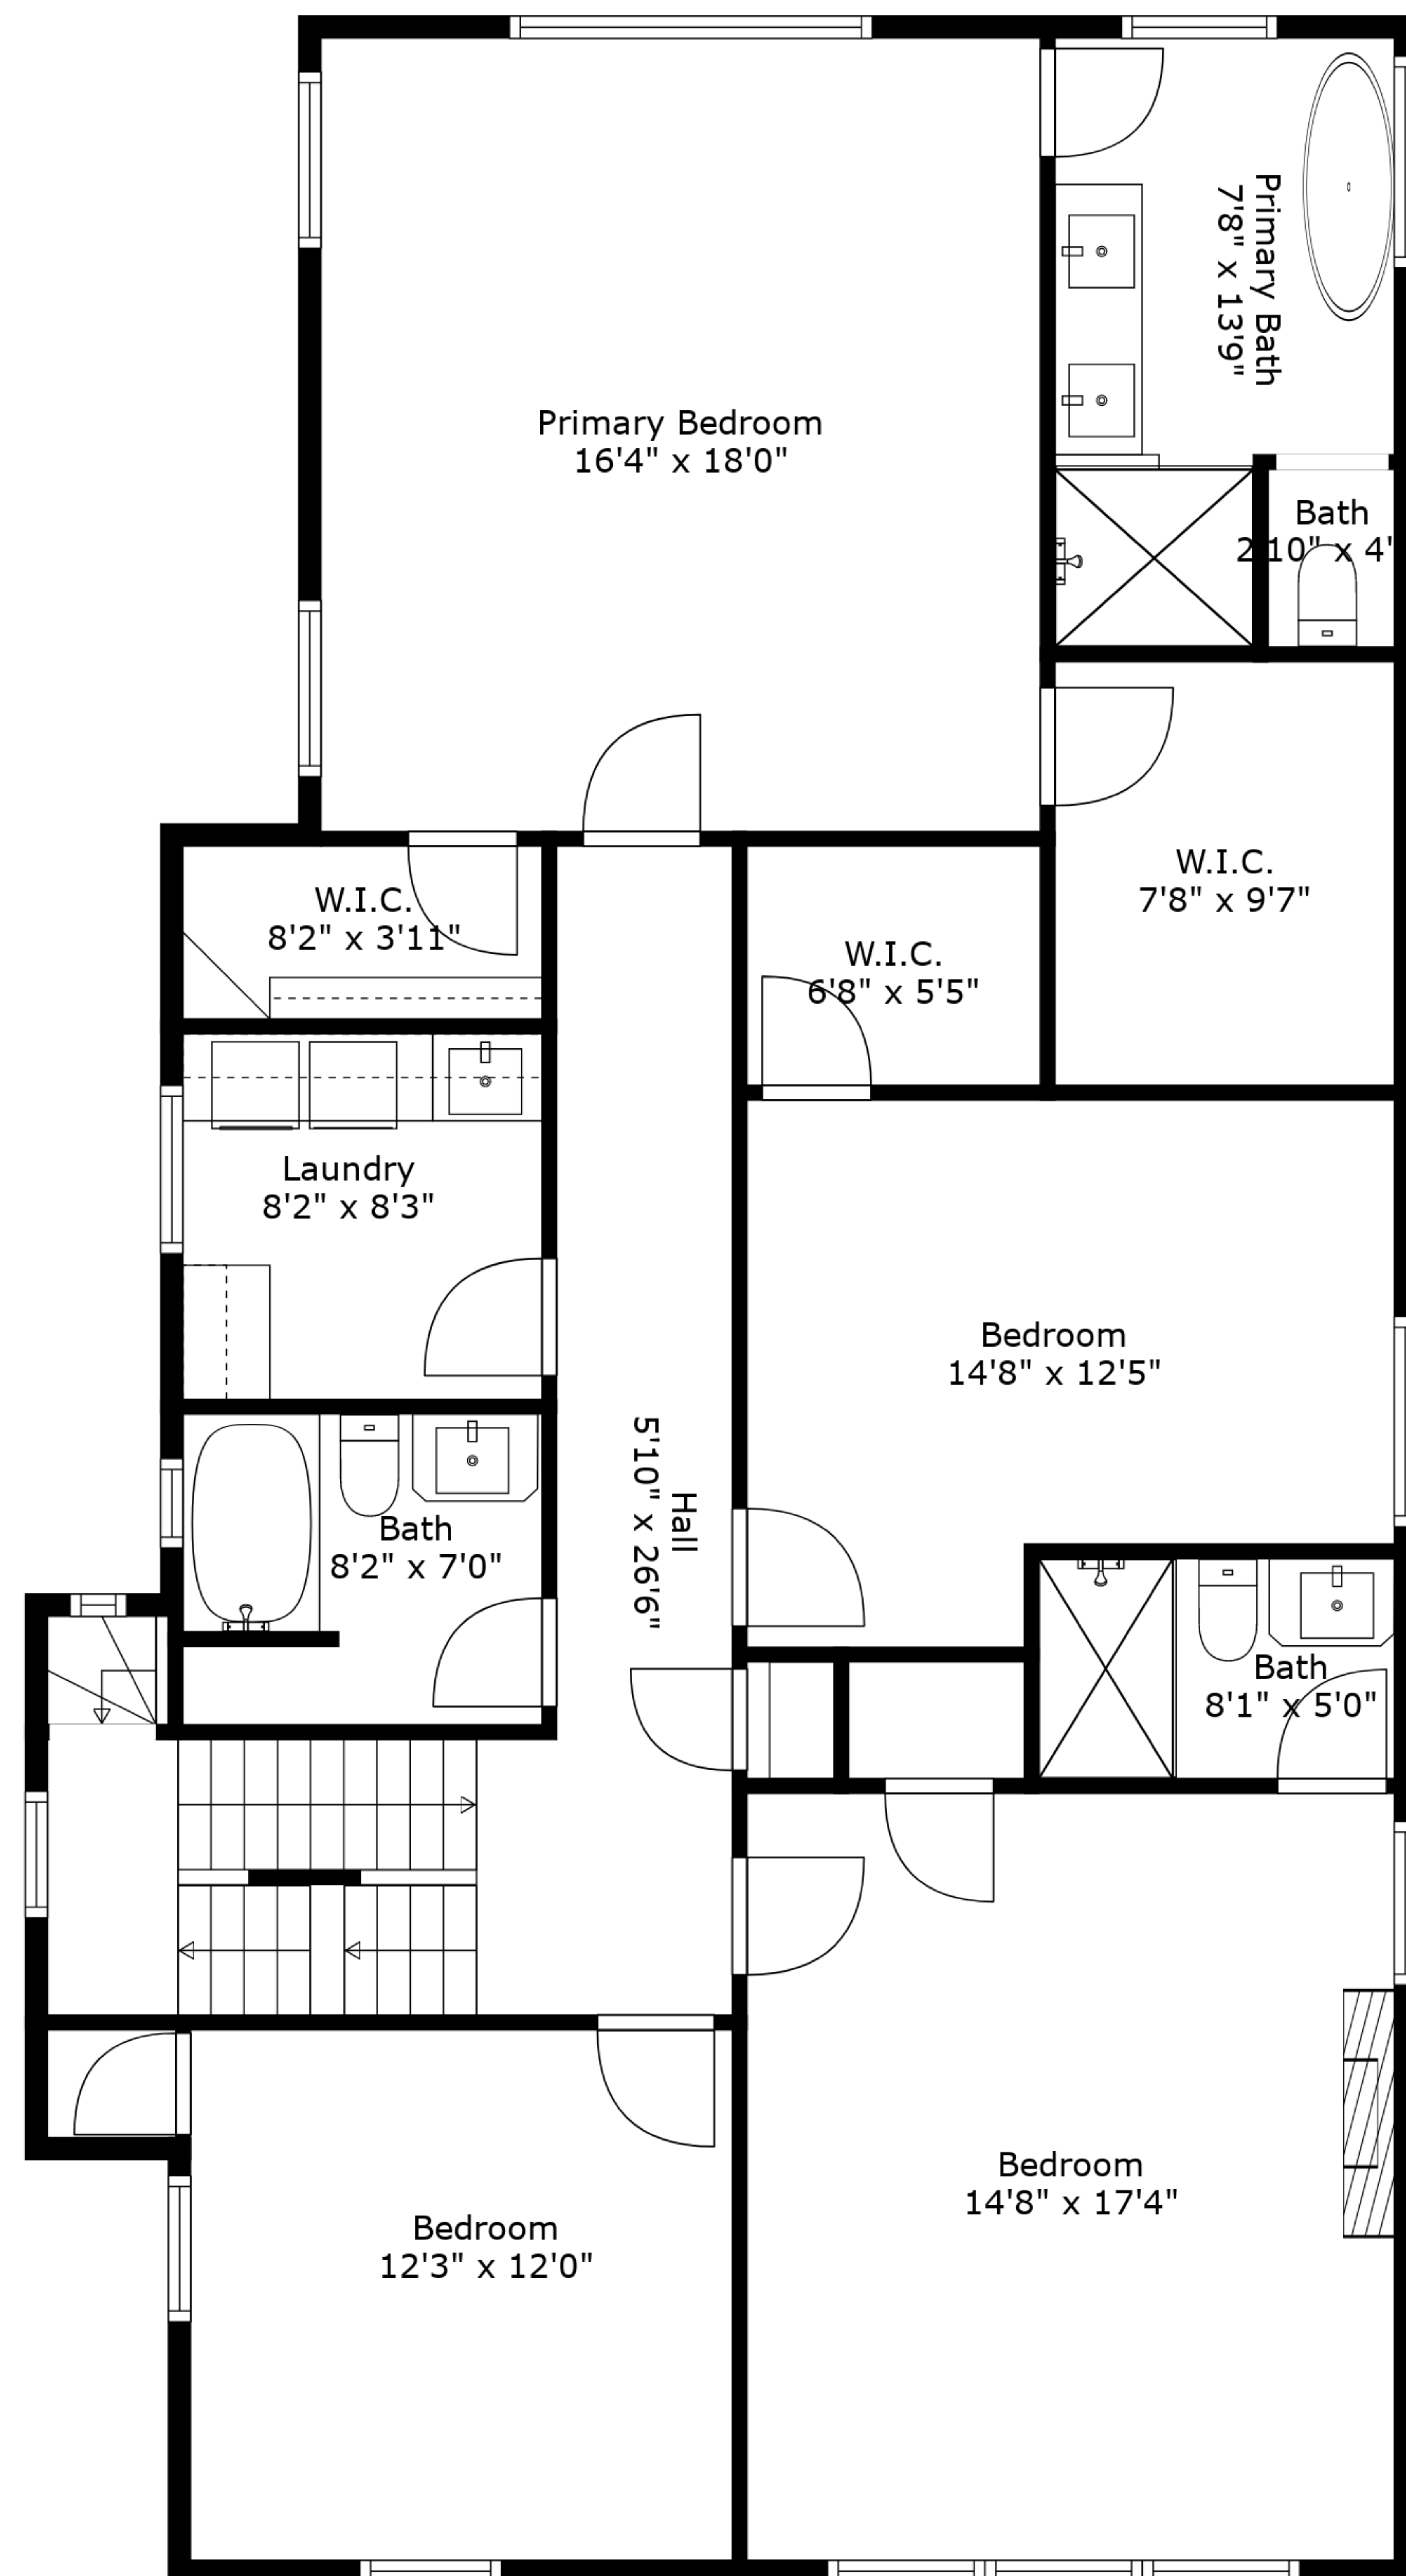 Primary Bath
7'8" x 13'9"
Primary Bedroom
16'4" x 18'0"
Bath
2'10" x 4'
W.I.C.
7'8" x 9'7"
W.I.C.
8'2" x 3'11"
W.I.C.
6'8" x 5'5"
Laundry
8'2" x 8'3"
Bedroom
14'8" x 12'5"
Hall
5'10" x 26'6"
Bath
8'2" x 7'0"
Bath
8'1" x 5'0"
Bedroom
14'8" x 17'4"
Bedroom
12'3" x 12'0"